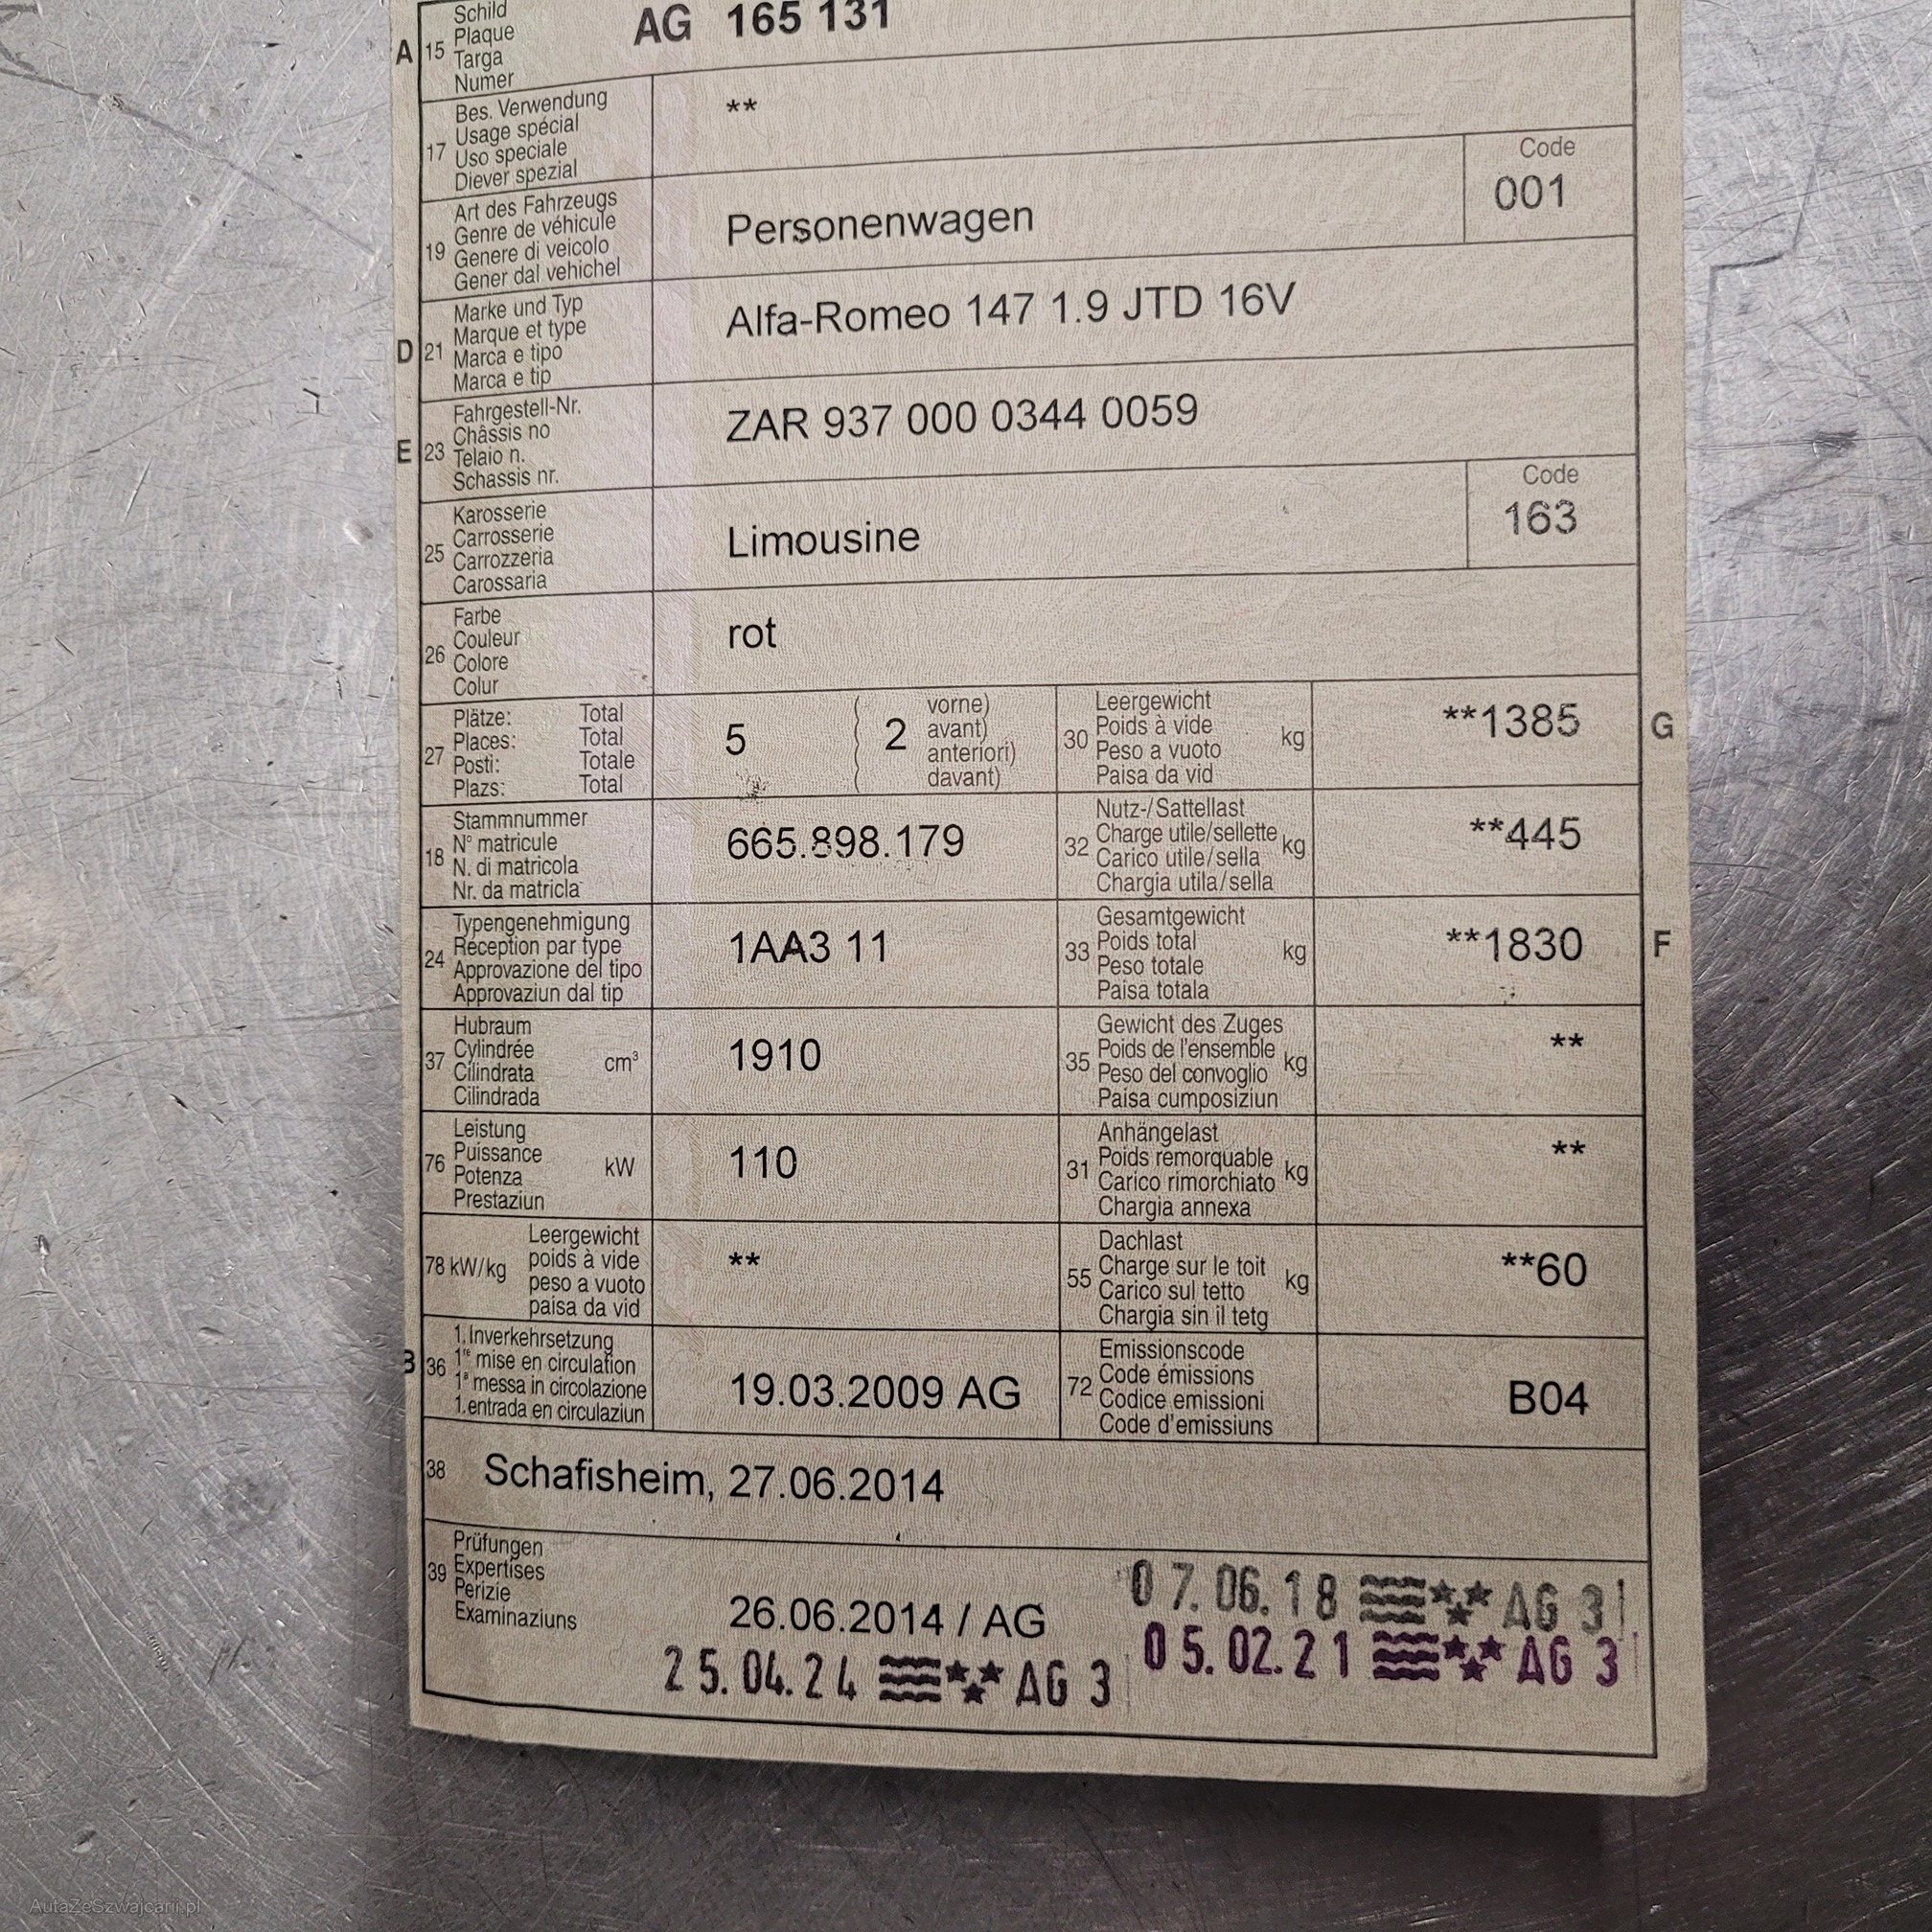 A 15 Schild
Plaque
Targa
Numer
AG 165 131
17 Bes. Verwendung
Usage spécial
Uso speciale
Diever spezial
**
19 Art des Fahrzeugs
Genre de véhicule
Genere di veicolo
Gener dal vehichel
Personenwagen
Code
001
D 21 Marke und Typ
Marque et type
Marca e tipo
Marca e tip
Alfa-Romeo 147 1.9 JTD 16V
E 23 Fahrgestell-Nr.
Châssis no
Telaio n.
Schassis nr.
ZAR 937 000 0344 0059
25 Karosserie
Carrosserie
Carrozzeria
Carossaria
Limousine
Code
163
26 Farbe
Couleur
Colore
Colur
rot
27 Plätze: Total
Places: Total
Posti: Totale
Plazs: Total
5 ( 2 vorne)
avant)
anteriori)
davant)
30 Leergewicht
Poids à vide
Peso a vuoto
Paisa da vid
kg
**1385
G
18 Stammnummer
N° matricule
N. di matricola
Nr. da matricla
665.898.179
32 Nutz-/Sattellast
Charge utile/sellette
Carico utile/sella
Chargia utila/sella
kg
**445
24 Typengenehmigung
Réception par type
Approvazione del tipo
Approvaziun dal tip
1AA3 11
33 Gesamtgewicht
Poids total
Peso totale
Paisa totala
kg
**1830
F
37 Hubraum
Cylindrée
Cilindrata
Cilindrada
cm³
1910
35 Gewicht des Zuges
Poids de l'ensemble
Peso del convoglio
Paisa cumposiziun
kg
**
76 Leistung
Puissance
Potenza
Prestaziun
kW
110
31 Anhängelast
Poids remorquable
Carico rimorchiato
Chargia annexa
kg
**
78 kW/kg Leergewicht
poids à vide
peso a vuoto
paisa da vid
**
55 Dachlast
Charge sur le toit
Carico sul tetto
Chargia sin il tetg
kg
**60
B 36 1. Inverkehrsetzung
1re mise en circulation
1a messa in circolazione
1. entrada en circulaziun
19.03.2009 AG
72 Emissionscode
Code émissions
Codice emissioni
Code d'emissiuns
B04
38 Schafisheim, 27.06.2014
39 Prüfungen
Expertises
Perizie
Examinaziuns
26.06.2014 / AG
07.06.18 AG 3
05.02.21 AG 3
25.04.24 AG 3
AutaZeSzwajcarii.pl